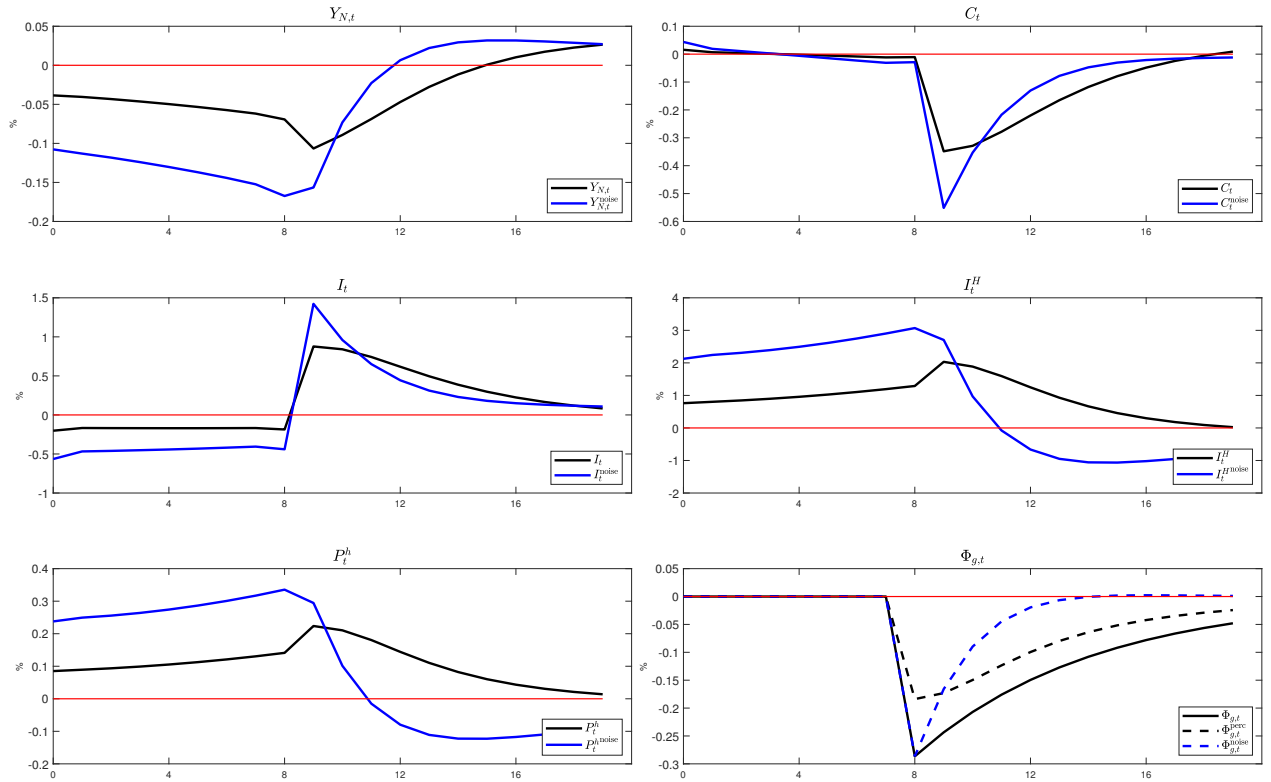 Y_{N,t}
0.05
0
-0.05
-0.1
-0.15
-0.2
%
0 4 8 12 16
Y_{N,t}
Y_{N,t}^{noise}
C_t
0.1
0
-0.1
-0.2
-0.3
-0.4
-0.5
-0.6
%
0 4 8 12 16
C_t
C_t^{noise}
I_t
1.5
1
0.5
0
-0.5
-1
%
0 4 8 12 16
I_t
I_t^{noise}
I_t^H
4
3
2
1
0
-1
-2
%
0 4 8 12 16
I_t^H
I_t^{H^{noise}}
P_t^h
0.4
0.3
0.2
0.1
0
-0.1
-0.2
%
0 4 8 12 16
P_t^h
P_t^{h^{noise}}
Φ_{g,t}
0.05
0
-0.05
-0.1
-0.15
-0.2
-0.25
-0.3
%
0 4 8 12 16
Φ_{g,t}
Φ_{g,t}^{perc}
Φ_{g,t}^{noise}